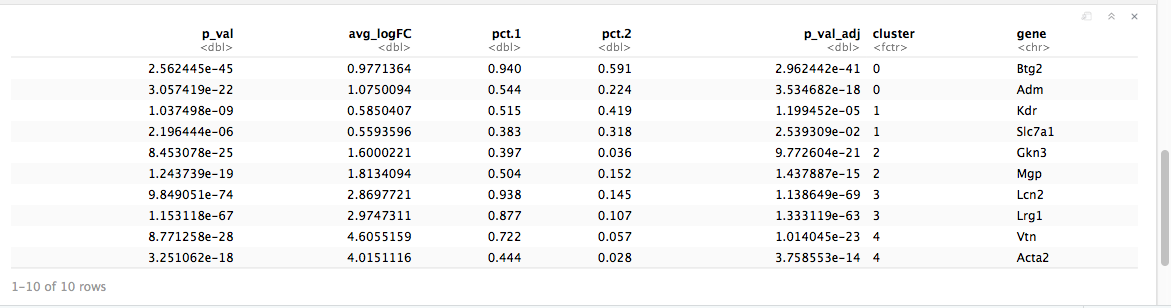 p_val avg_logFC pct.1 pct.2 p_val_adj cluster gene
<dbl> <dbl> <dbl> <dbl> <dbl> <fctr> <chr>
2.562445e-45 0.9771364 0.940 0.591 2.962442e-41 0 Btg2
3.057419e-22 1.0750094 0.544 0.224 3.534682e-18 0 Adm
1.037498e-09 0.5850407 0.515 0.419 1.199452e-05 1 Kdr
2.196444e-06 0.5593596 0.383 0.318 2.539309e-02 1 Slc7a1
8.453078e-25 1.6000221 0.397 0.036 9.772604e-21 2 Gkn3
1.243739e-19 1.8134094 0.504 0.152 1.437887e-15 2 Mgp
9.849051e-74 2.8697721 0.938 0.145 1.138649e-69 3 Lcn2
1.153118e-67 2.9747311 0.877 0.107 1.333119e-63 3 Lrg1
8.771258e-28 4.6055159 0.722 0.057 1.014045e-23 4 Vtn
3.251062e-18 4.0151116 0.444 0.028 3.758553e-14 4 Acta2
1-10 of 10 rows